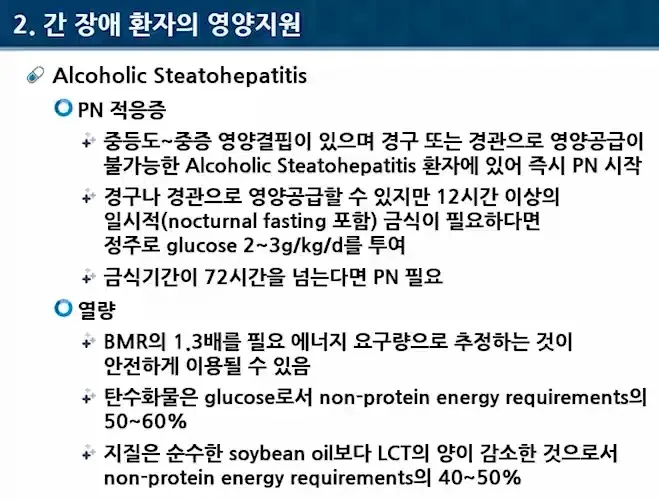 2. 간 장애 환자의 영양지원
Alcoholic Steatohepatitis
PN 적응증
중등도~중증 영양결핍이 있으며 경구 또는 경관으로 영양공급이
불가능한 Alcoholic Steatohepatitis 환자에 있어 즉시 PN 시작
경구나 경관으로 영양공급할 수 있지만 12시간 이상의
일시적(nocturnal fasting 포함) 금식이 필요하다면
정주로 glucose 2~3g/kg/d를 투여
금식기간이 72시간을 넘는다면 PN 필요
열량
BMR의 1.3배를 필요 에너지 요구량으로 추정하는 것이
안전하게 이용될 수 있음
탄수화물은 glucose로서 non-protein energy requirements의
50~60%
지질은 순수한 soybean oil보다 LCT의 양이 감소한 것으로서
non-protein energy requirements의 40~50%